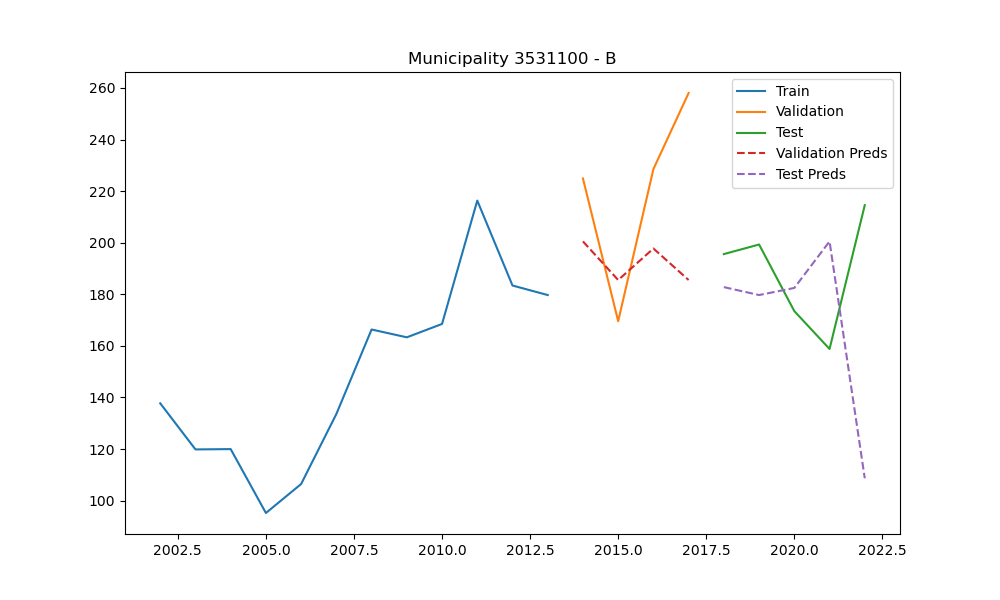 Municipality 3531100 - B
260
240
220
200
180
160
140
120
100
Train
Validation
Test
Validation Preds
Test Preds
2002.5 2005.0 2007.5 2010.0 2012.5 2015.0 2017.5 2020.0 2022.5